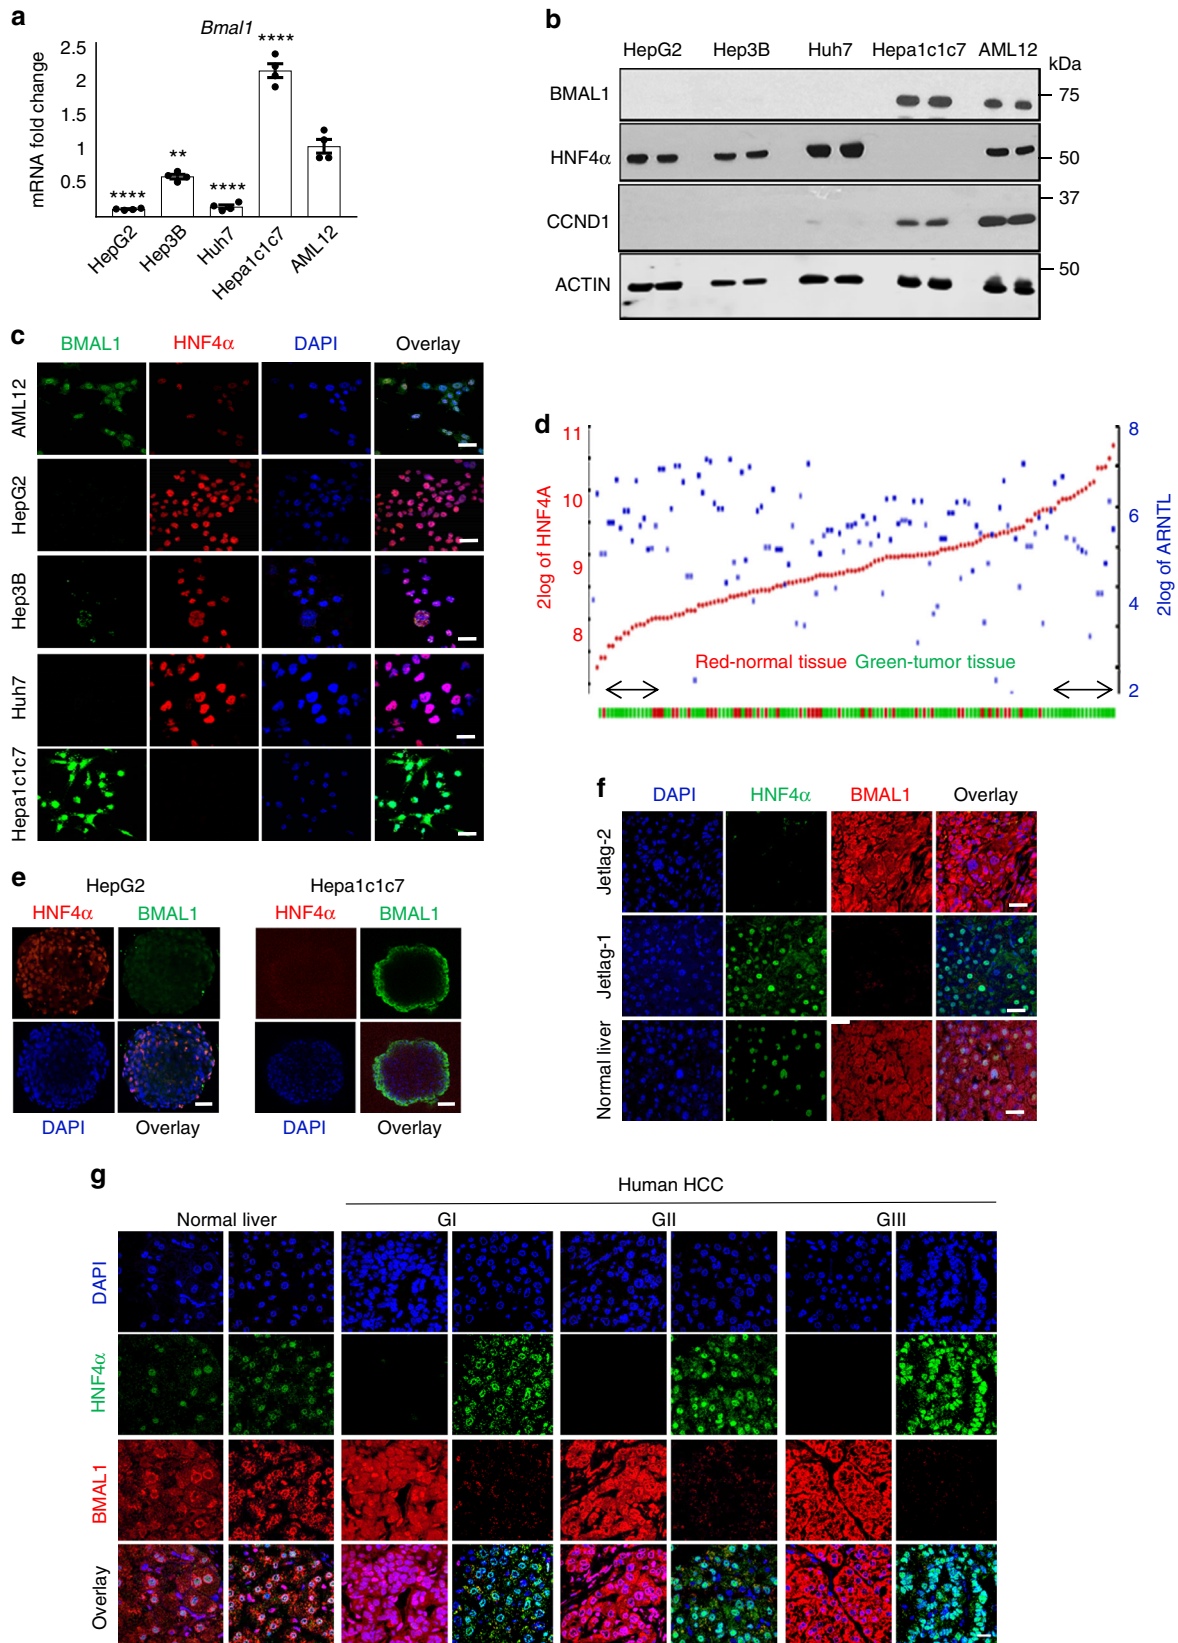 a
Bmal1
mRNA fold change
2.5
2
1.5
1
0.5
****
**
****
****
HepG2
Hep3B
Huh7
Hepa1c1c7
AML12
b
HepG2 Hep3B Huh7 Hepa1c1c7 AML12
kDa
BMAL1
75
HNF4α
50
CCND1
37
ACTIN
50
c
BMAL1 HNF4α DAPI Overlay
AML12
HepG2
Hep3B
Huh7
Hepa1c1c7
d
2log of HNF4A
11
10
9
8
2log of ARNTL
8
6
4
2
Red-normal tissue Green-tumor tissue
e
HepG2 Hepa1c1c7
HNF4α BMAL1 HNF4α BMAL1
DAPI Overlay DAPI Overlay
f
DAPI HNF4α BMAL1 Overlay
Jetlag-2
Jetlag-1
Normal liver
g
Human HCC
Normal liver GI GII GIII
DAPI
HNF4α
BMAL1
Overlay